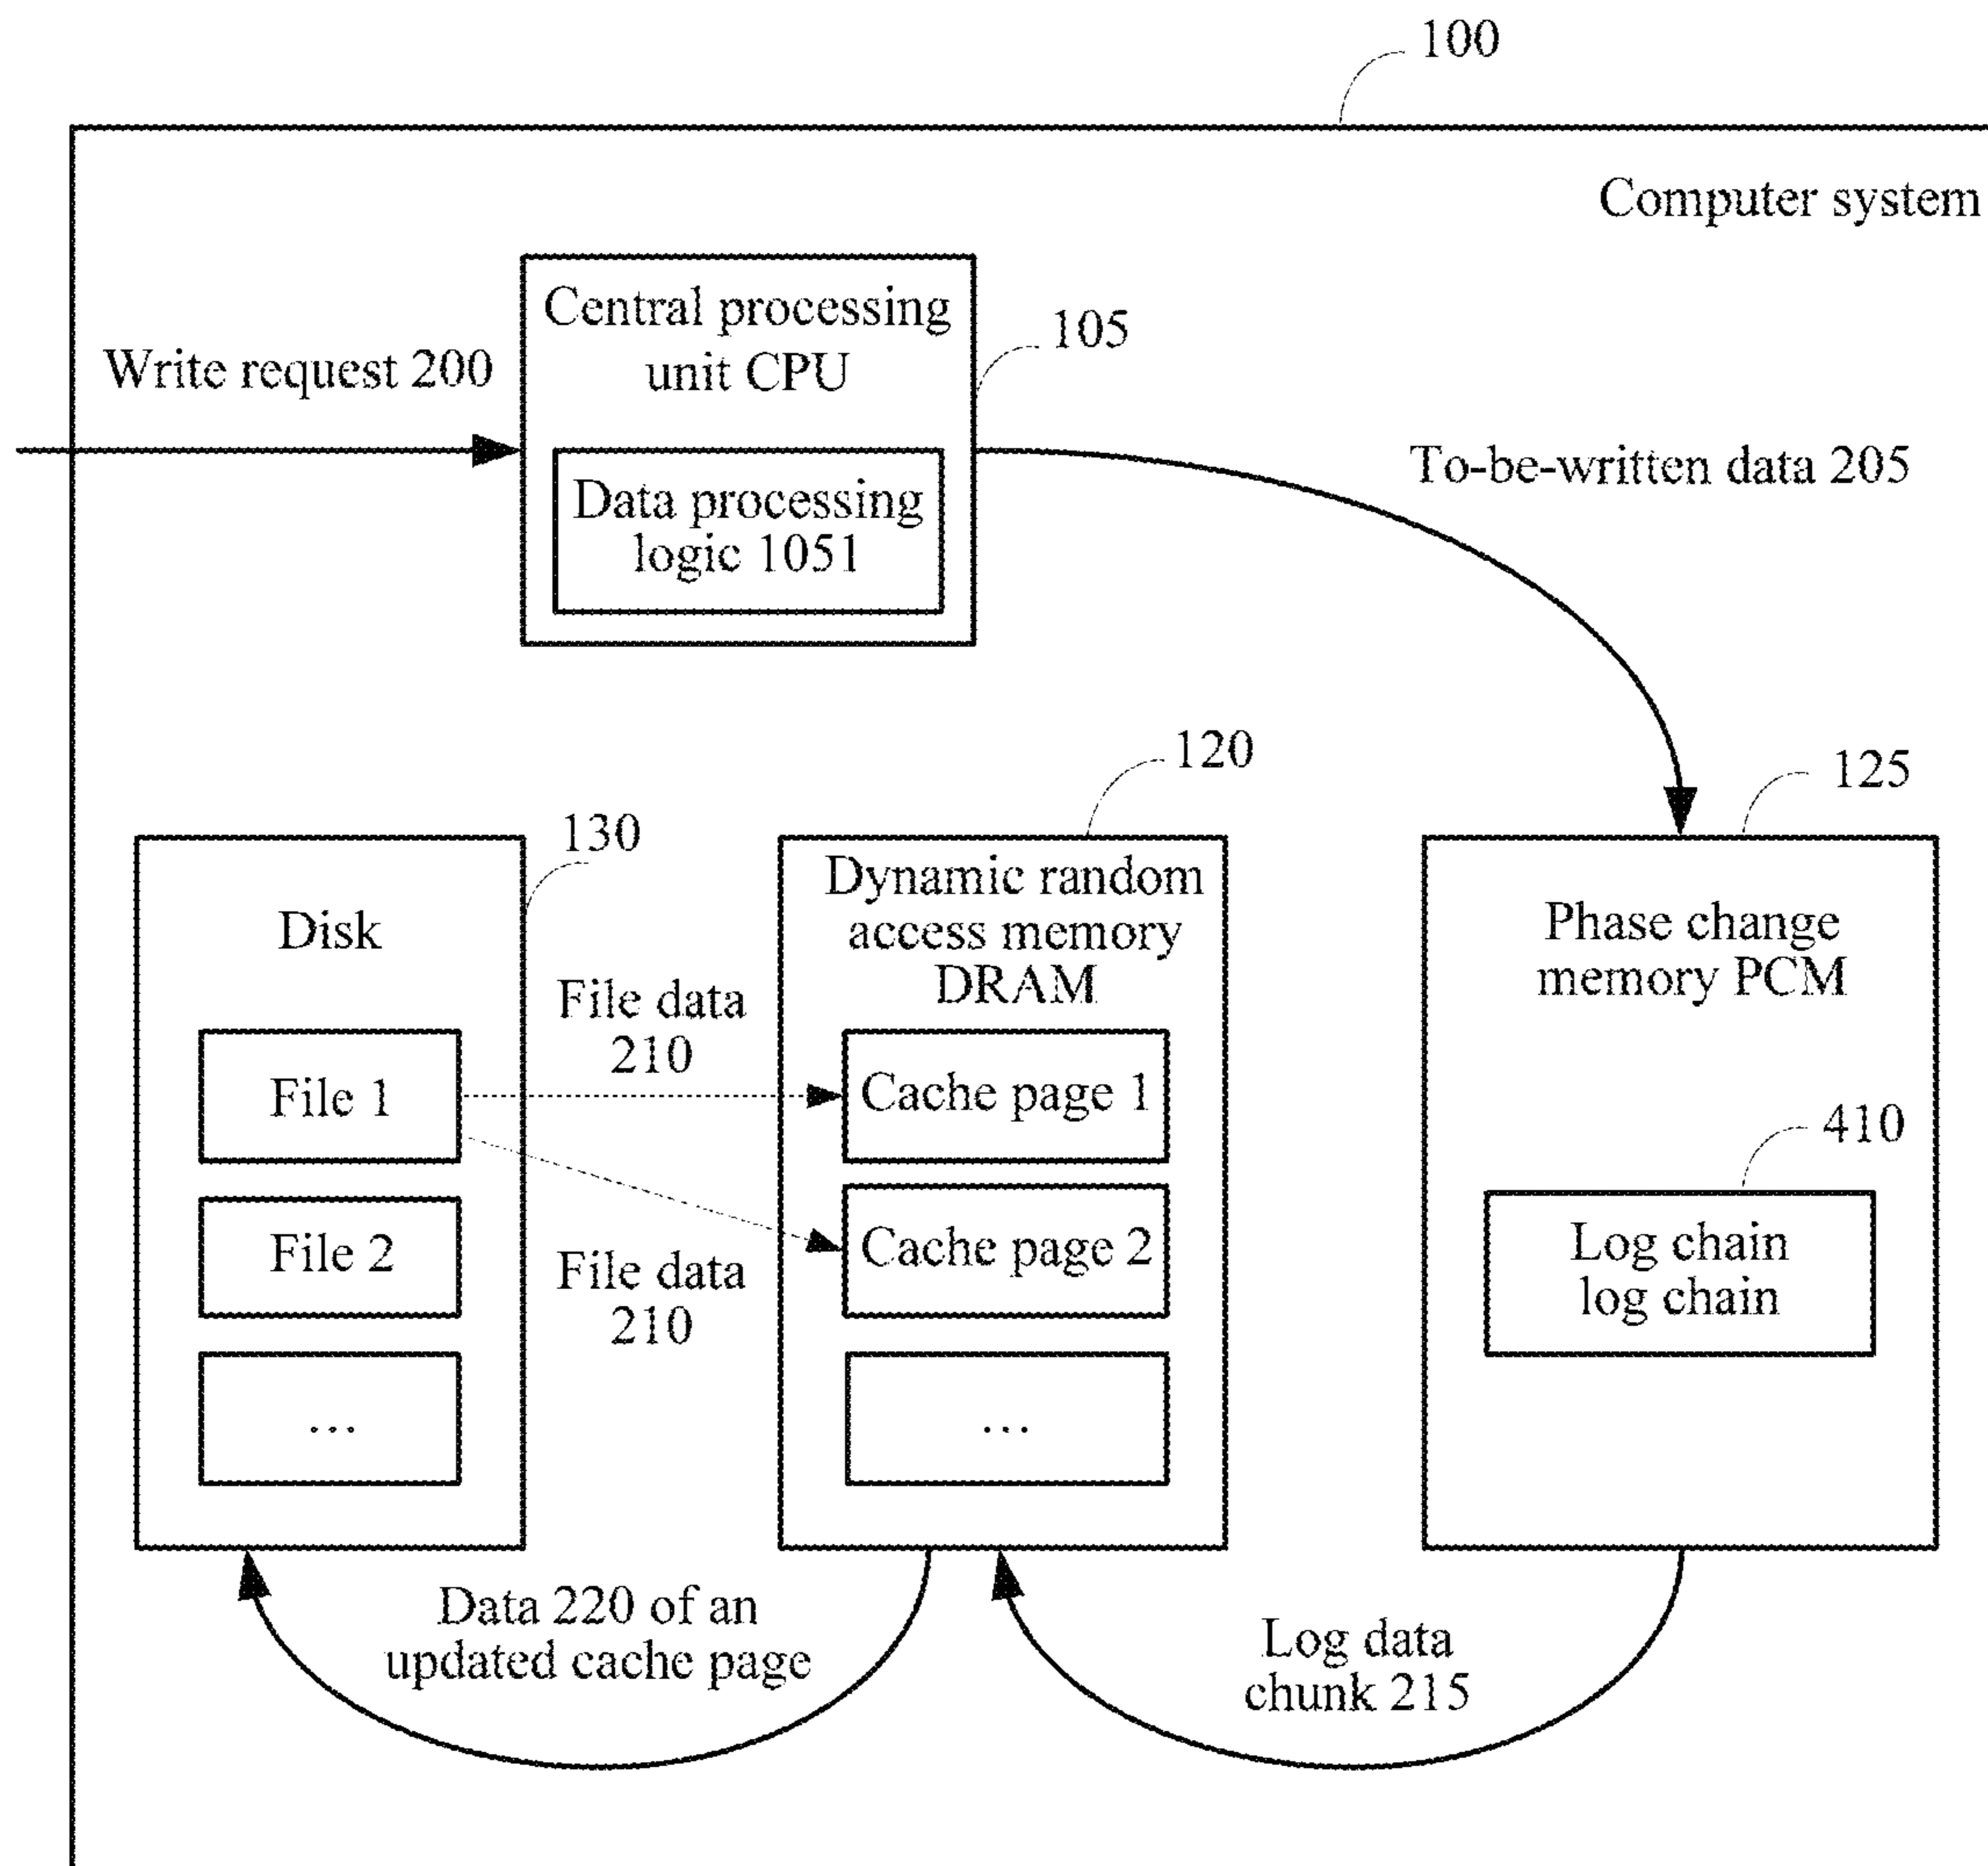 100
Computer system
Central processing
unit CPU
105
Write request 200
To-be-written data 205
Data processing
logic 1051
120
125
130
Disk
Dynamic random
access memory
DRAM
Phase change
memory PCM
File data
210
File 1
Cache page 1
410
File 2
File data
210
Cache page 2
Log chain
log chain
...
...
Data 220 of an
updated cache page
Log data
chunk 215